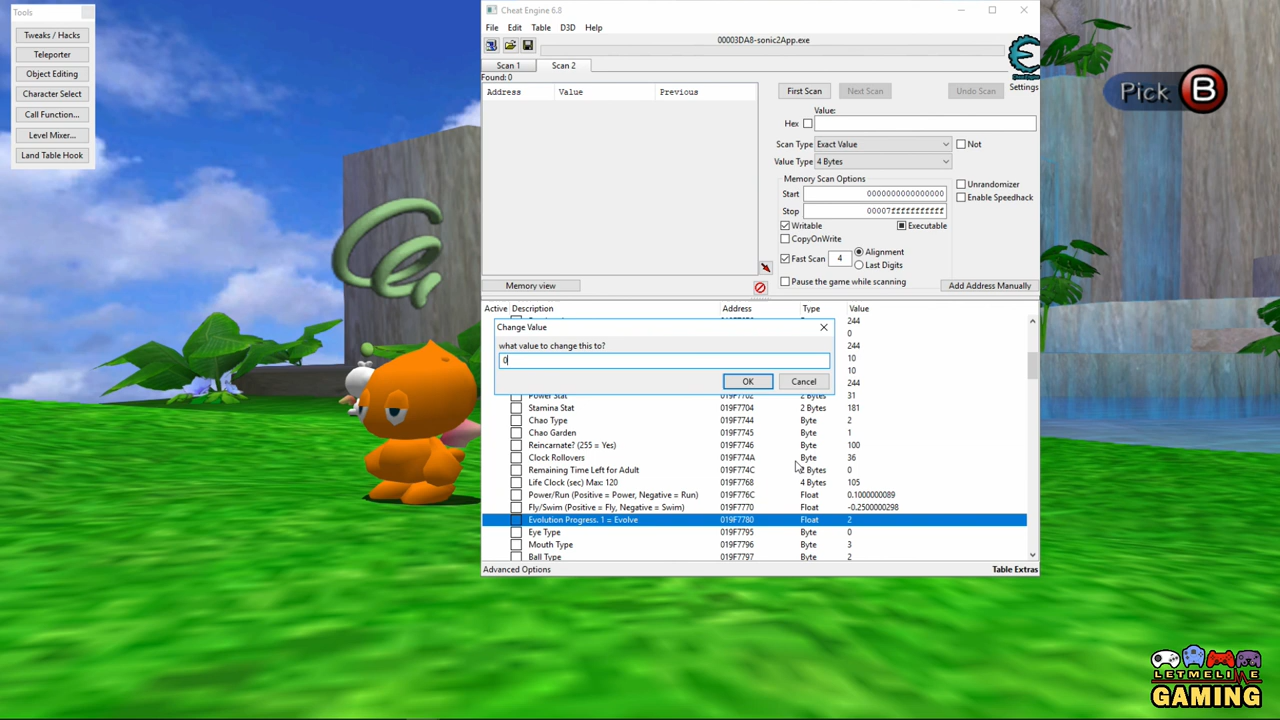 Tools
Tweaks / Hacks
Teleporter
Object Editing
Character Select
Call Function...
Level Mixer...
Land Table Hook
Cheat Engine 6.8
File Edit Table D3D Help
00003DA8-sonic2App.exe
Scan 1 Scan 2
Found: 0
Address Value Previous
First Scan Next Scan Undo Scan
Settings
Value:
Hex
Scan Type Exact Value Not
Value Type 4 Bytes
Memory Scan Options
Start 0000000000000000
Stop 00007fffffffffff
Unrandomizer
Enable Speedhack
Writable Executable
CopyOnWrite
Fast Scan 4 Alignment
Last Digits
Pause the game while scanning
Memory view
Add Address Manually
Active Description Address Type Value
244
0
244
10
10
244
Change Value
what value to change this to?
0
OK Cancel
Power Stat 019F7702 2 Bytes 31
Stamina Stat 019F7704 2 Bytes 181
Chao Type 019F7744 Byte 2
Chao Garden 019F7745 Byte 1
Reincarnate? (255 = Yes) 019F7746 Byte 100
Clock Rollovers 019F774A Byte 36
Remaining Time Left for Adult 019F774C 2 Bytes 0
Life Clock (sec) Max: 120 019F7768 4 Bytes 105
Power/Run (Positive = Power, Negative = Run) 019F776C Float 0.1000000089
Fly/Swim (Positive = Fly, Negative = Swim) 019F7770 Float -0.2500000298
Evolution Progress. 1 = Evolve 019F7780 Float 2
Eye Type 019F7795 Byte 0
Mouth Type 019F7796 Byte 3
Ball Type 019F7797 Byte 2
Advanced Options Table Extras
Pick B
LETMELIVE
GAMING